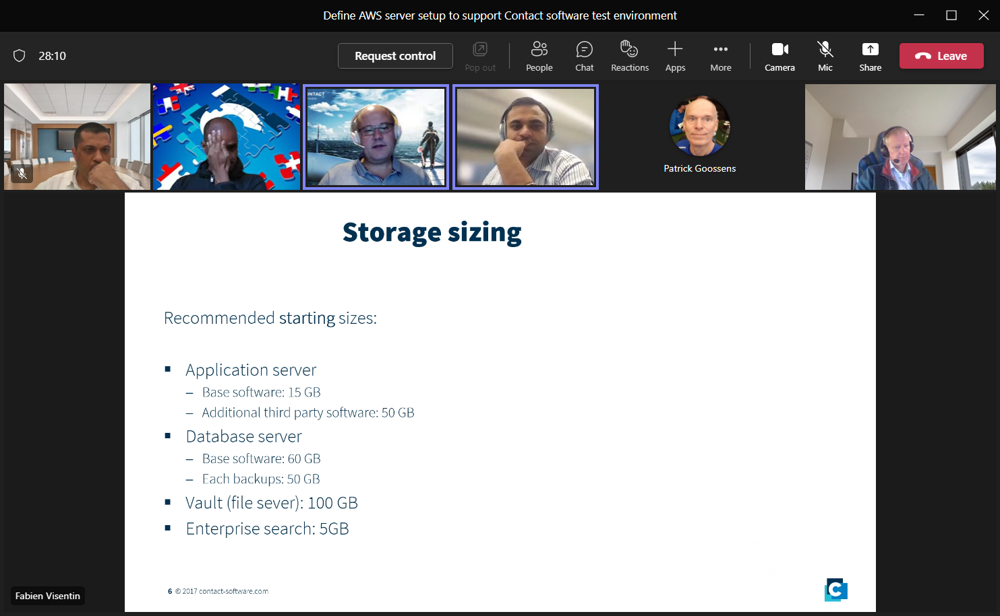 Define AWS server setup to support Contact software test environment
28:10
Request control
Pop out
People
Chat
Reactions
Apps
More
Camera
Mic
Share
Leave
ONTACT
Patrick Goossens
Storage sizing
Recommended starting sizes:
▪ Application server
– Base software: 15 GB
– Additional third party software: 50 GB
▪ Database server
– Base software: 60 GB
– Each backups: 50 GB
▪ Vault (file sever): 100 GB
▪ Enterprise search: 5GB
6 © 2017 contact-software.com
C
Fabien Visentin